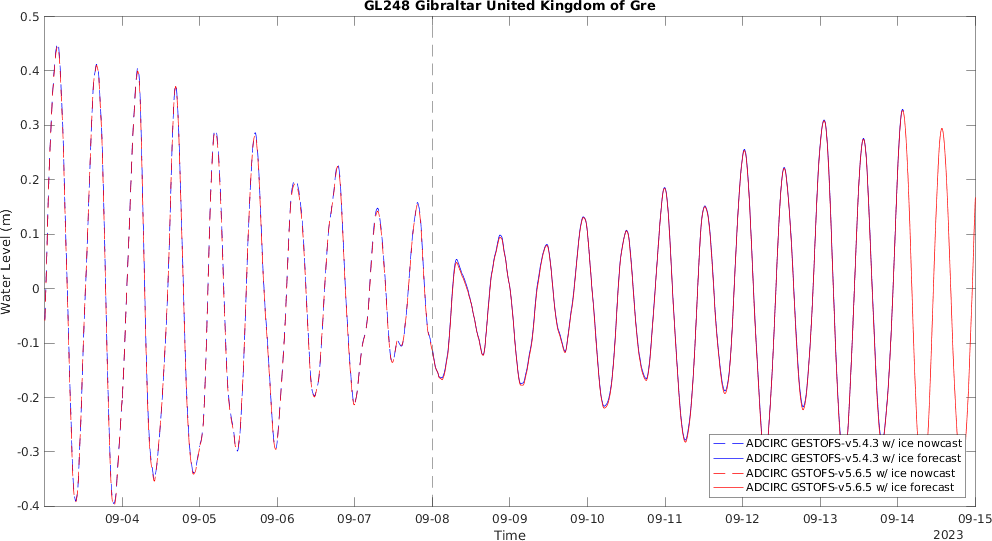 GL248 Gibraltar United Kingdom of Gre
0.5
0.4
0.3
0.2
0.1
0
-0.1
-0.2
-0.3
-0.4
Water Level (m)
ADCIRC GESTOFS-v5.4.3 w/ ice nowcast
ADCIRC GESTOFS-v5.4.3 w/ ice forecast
ADCIRC GSTOFS-v5.6.5 w/ ice nowcast
ADCIRC GSTOFS-v5.6.5 w/ ice forecast
09-04 09-05 09-06 09-07 09-08 09-09 09-10 09-11 09-12 09-13 09-14 09-15
Time
2023